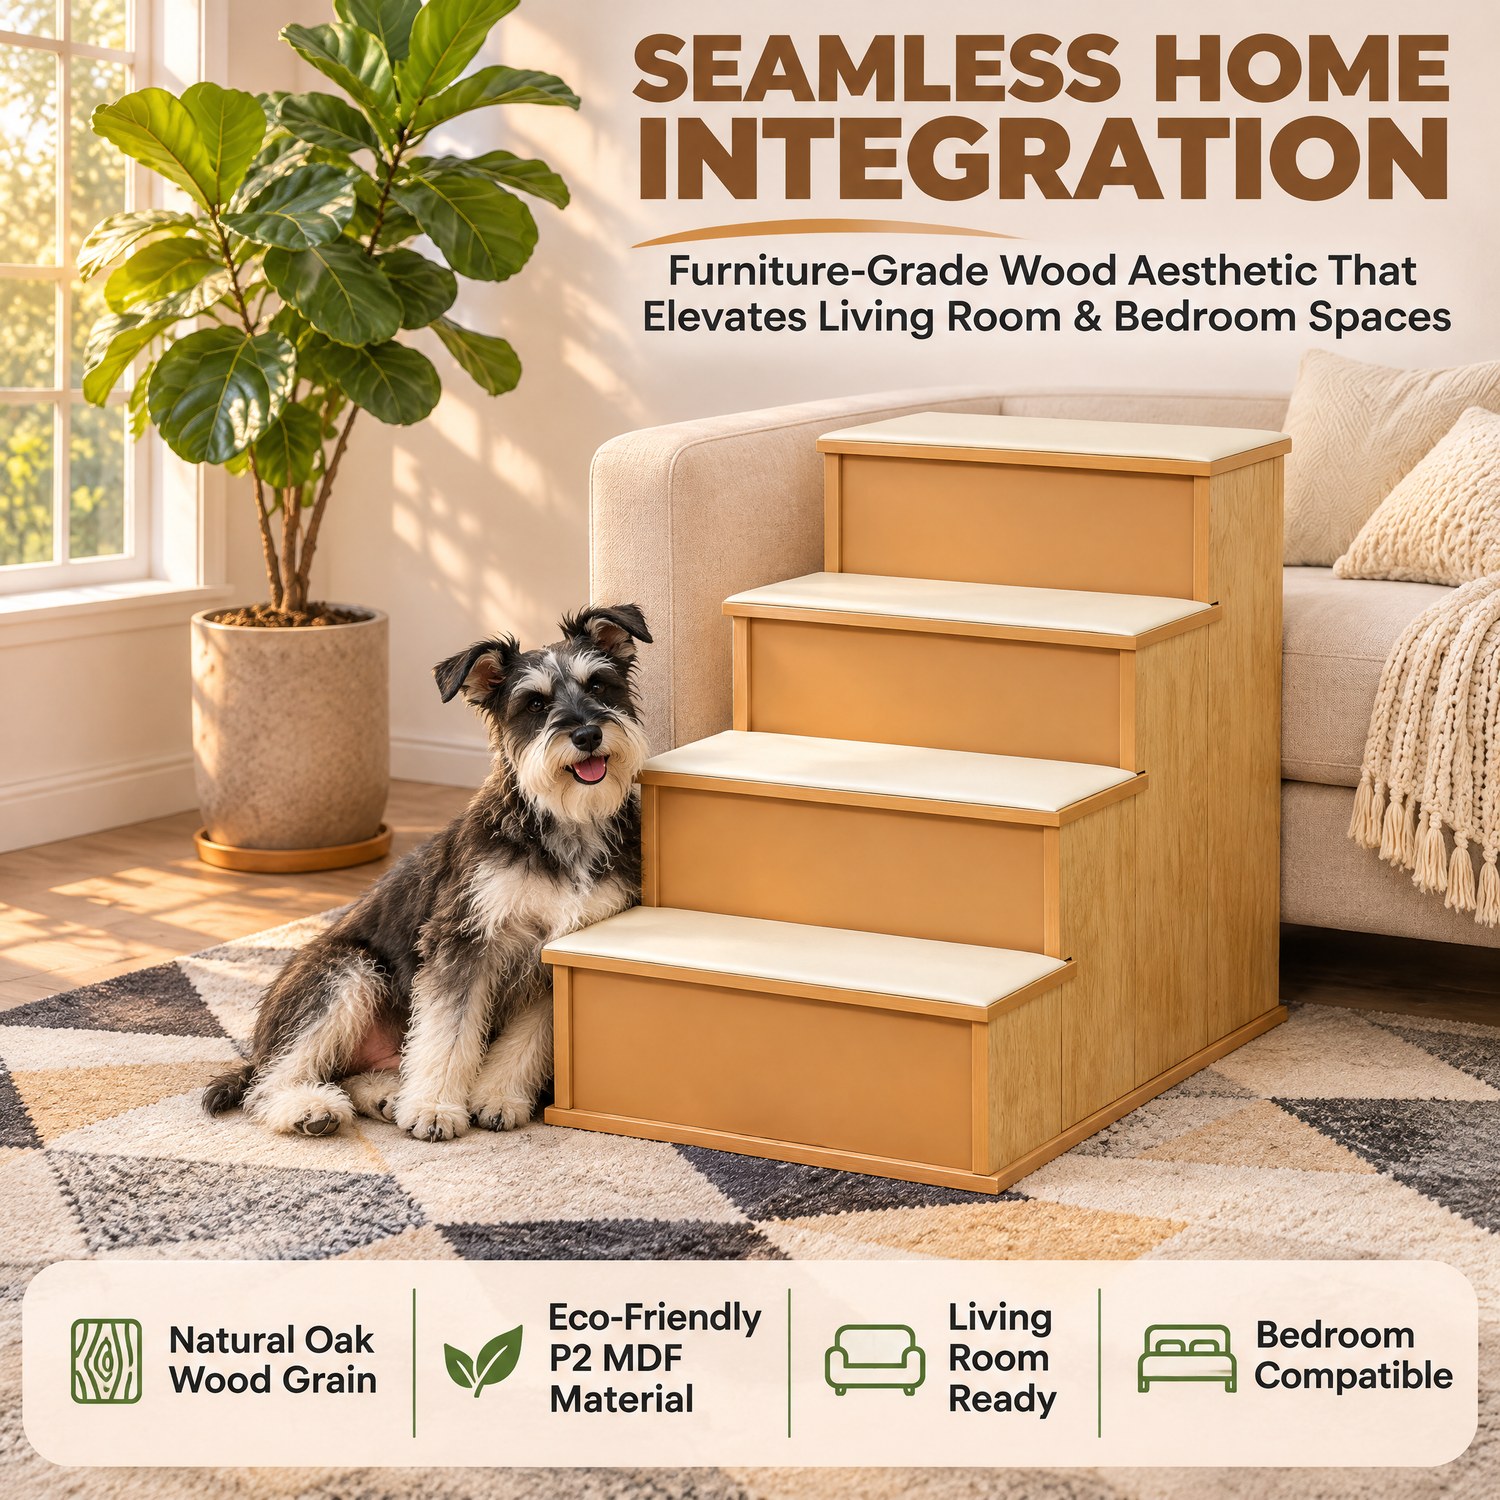 SEAMLESS HOME
INTEGRATION
Furniture-Grade Wood Aesthetic That
Elevates Living Room & Bedroom Spaces
Natural Oak
Wood Grain
Eco-Friendly
P2 MDF
Material
Living
Room
Ready
Bedroom
Compatible